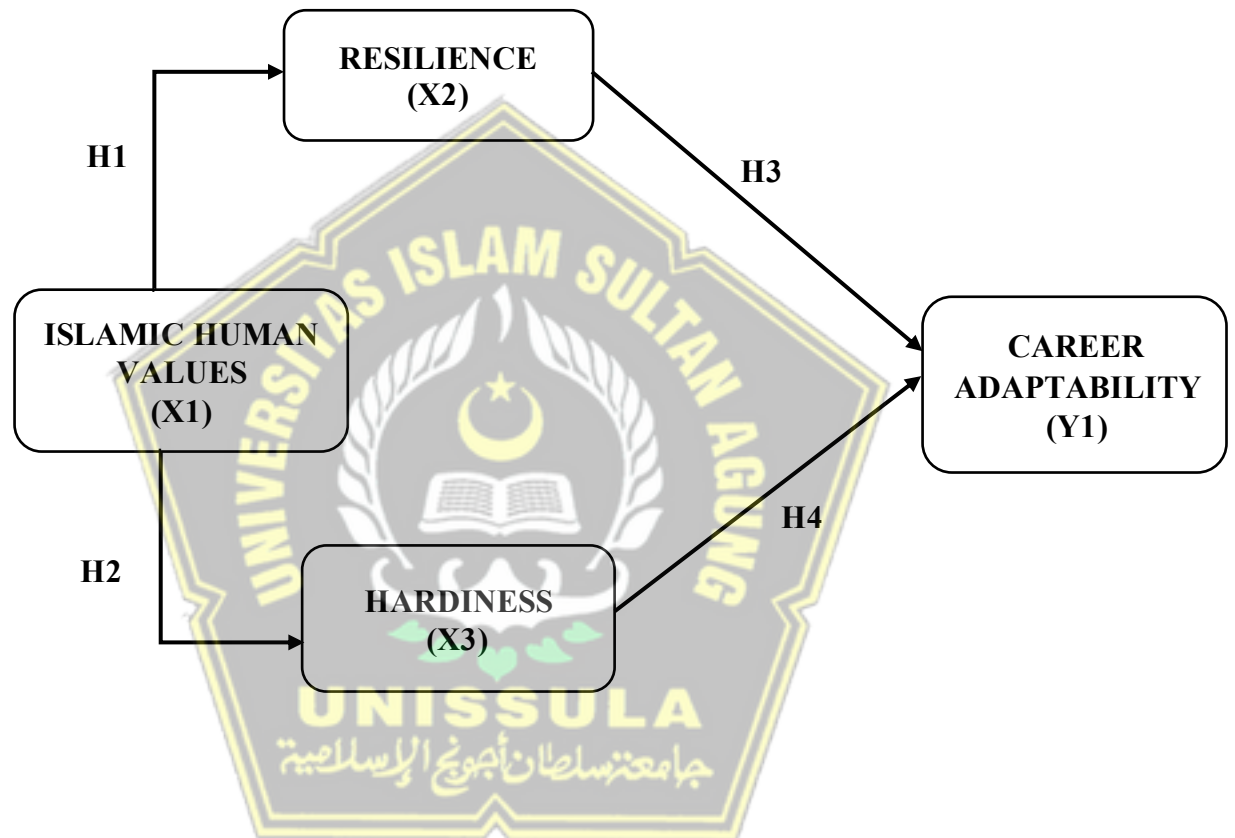 RESILIENCE
(X2)
H1
H3
UNIVERSITAS ISLAM SULTAN AGUNG
ISLAMIC HUMAN
VALUES
(X1)
CAREER
ADAPTABILITY
(Y1)
H4
H2
HARDINESS
(X3)
UNISSULA
جامعة سلطان أجونج الإسلامية